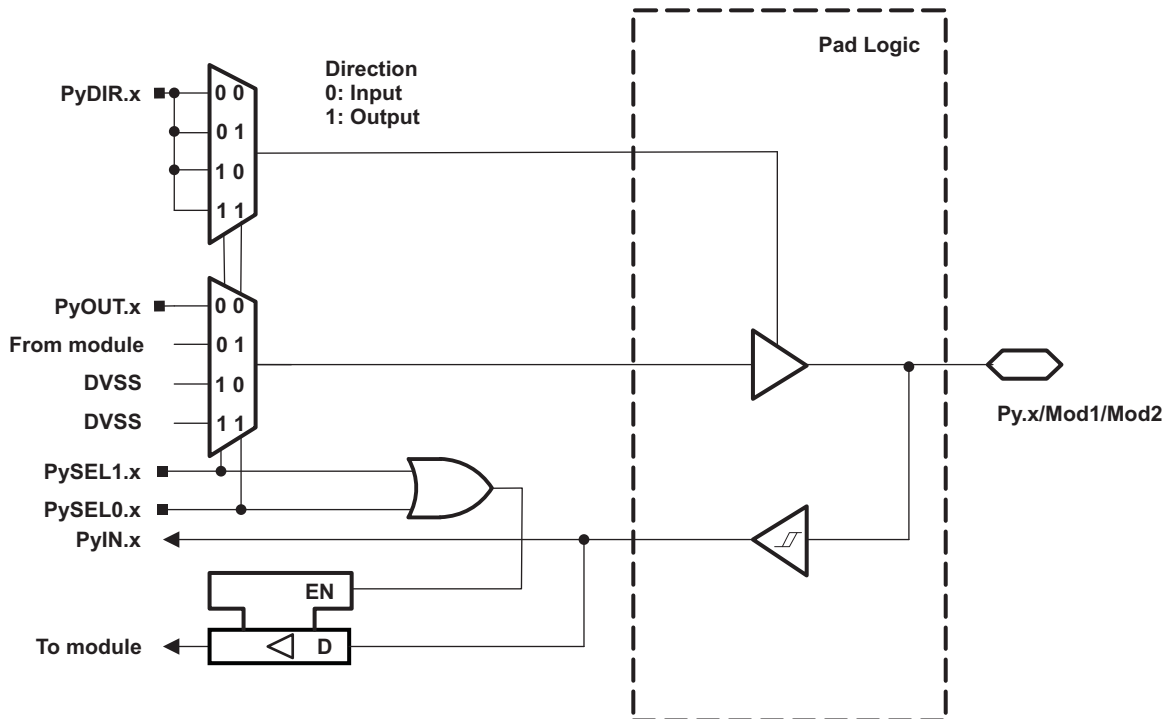 Pad Logic
Direction
0: Input
1: Output
PyDIR.x
0 0
0 1
1 0
1 1
PyOUT.x
0 0
From module
0 1
DVSS
1 0
DVSS
1 1
Py.x/Mod1/Mod2
PySEL1.x
PySEL0.x
PyIN.x
EN
To module
D